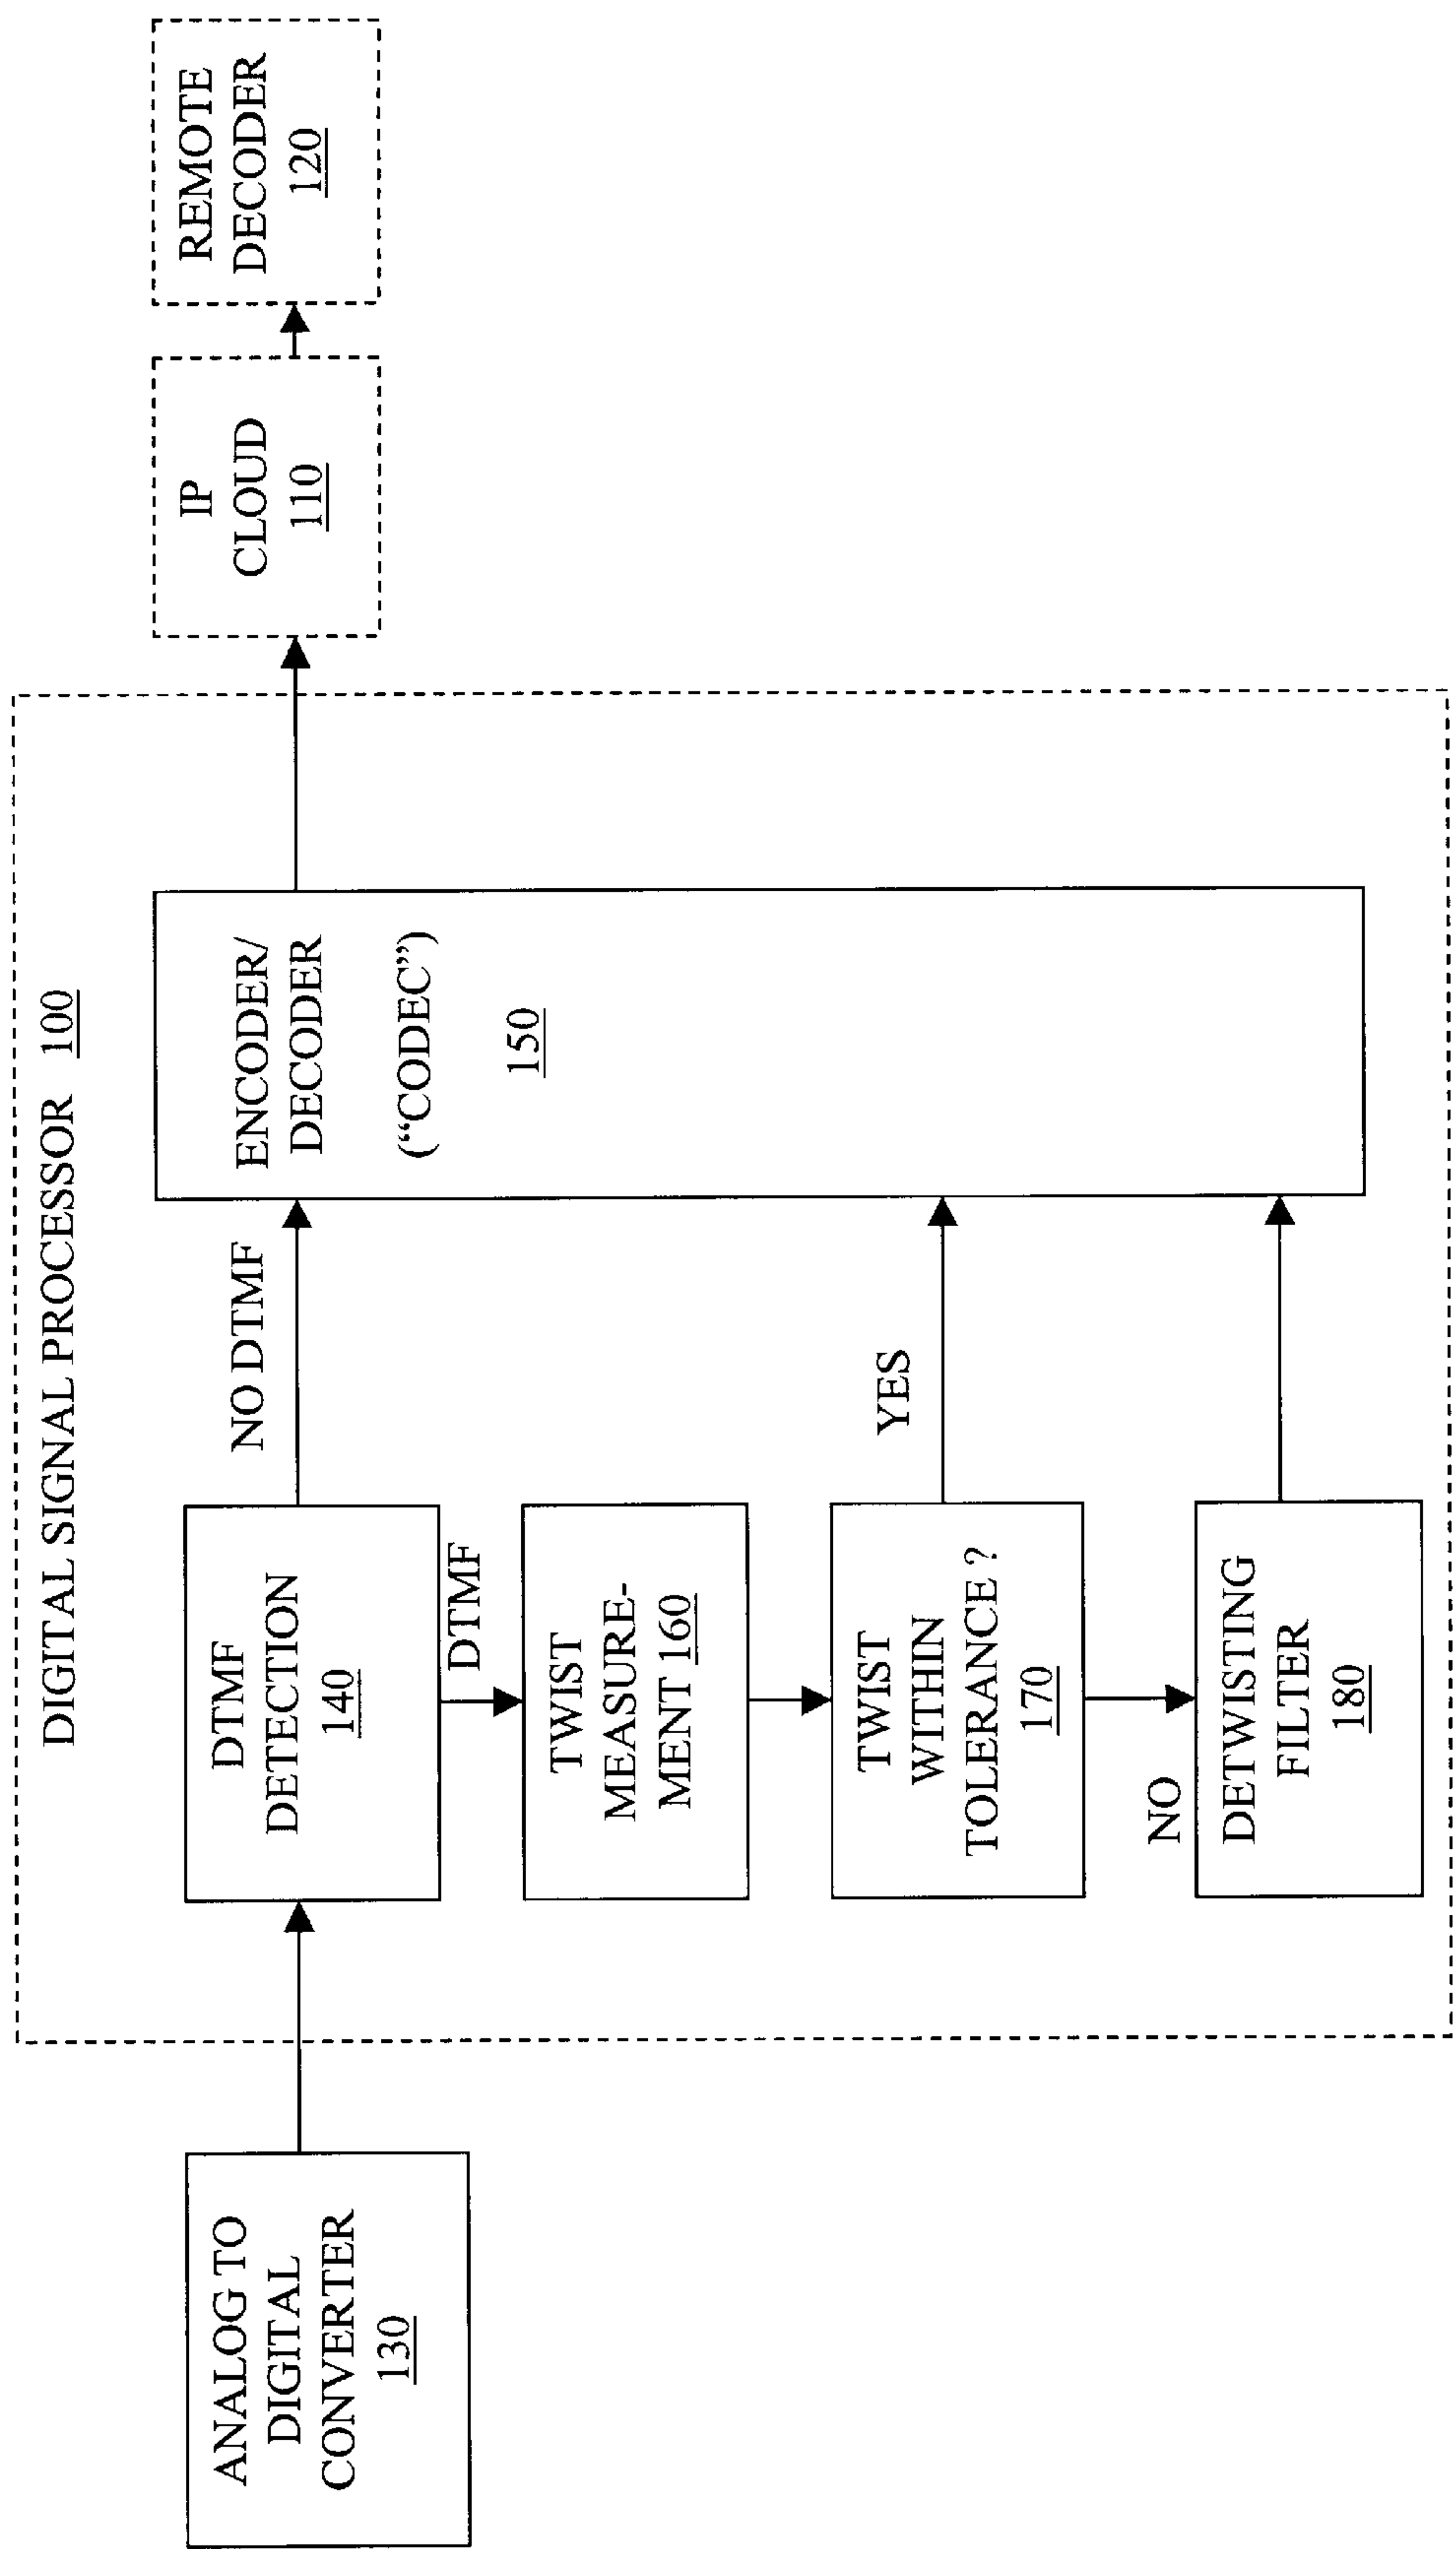 DIGITAL SIGNAL PROCESSOR 100
ANALOG TO
DIGITAL
CONVERTER
130
DTMF
DETECTION
140
NO DTMF
DTMF
TWIST
MEASURE-
MENT 160
TWIST
WITHIN
TOLERANCE ?
170
YES
NO
DETWISTING
FILTER
180
ENCODER/
DECODER
(“CODEC”)
150
IP
CLOUD
110
REMOTE
DECODER
120